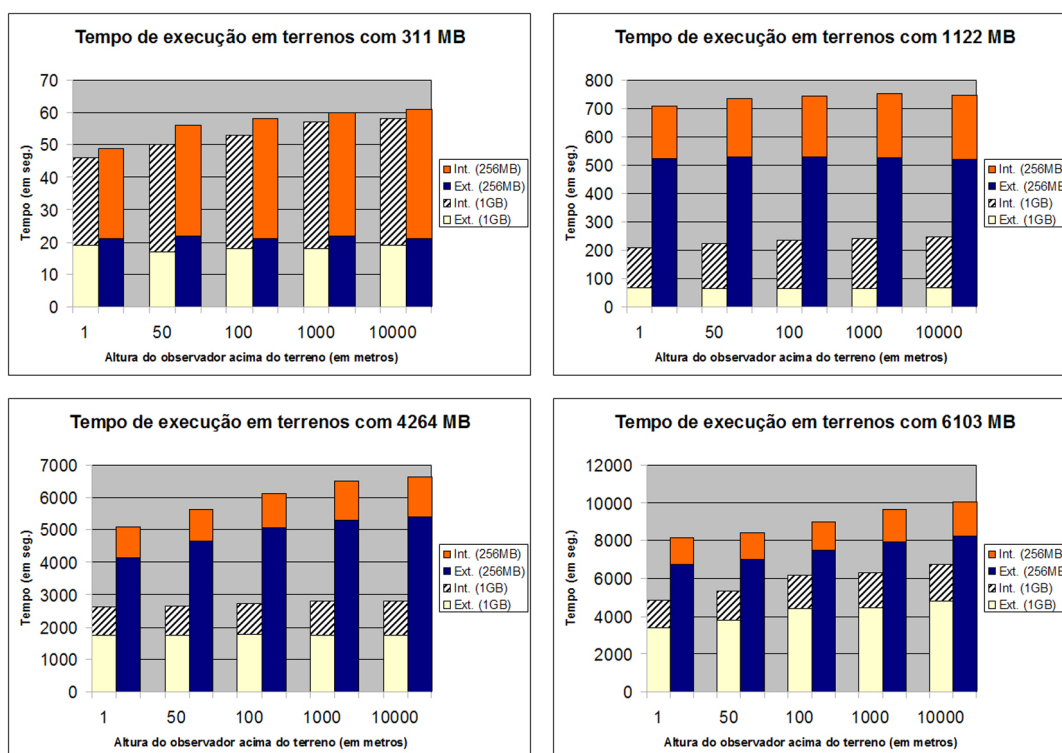 Tempo de execução em terrenos com 311 MB
70
60
50
40
30
20
10
0
Tempo (em seg.)
1 50 100 1000 10000
Altura do observador acima do terreno (em metros)
Int. (256MB)
Ext. (256MB)
Int. (1GB)
Ext. (1GB)
Tempo de execução em terrenos com 1122 MB
800
700
600
500
400
300
200
100
0
Tempo (em seg.)
1 50 100 1000 10000
Altura do observador acima do terreno (em metros)
Int. (256MB)
Ext. (256MB)
Int. (1GB)
Ext. (1GB)
Tempo de execução em terrenos com 4264 MB
7000
6000
5000
4000
3000
2000
1000
0
Tempo (em seg.)
1 50 100 1000 10000
Altura do observador acima do terreno (em metros)
Int. (256MB)
Ext. (256MB)
Int. (1GB)
Ext. (1GB)
Tempo de execução em terrenos com 6103 MB
12000
10000
8000
6000
4000
2000
0
Tempo (em seg.)
1 50 100 1000 10000
Altura do observador acima do terreno (em metros)
Int. (256MB)
Ext. (256MB)
Int. (1GB)
Ext. (1GB)